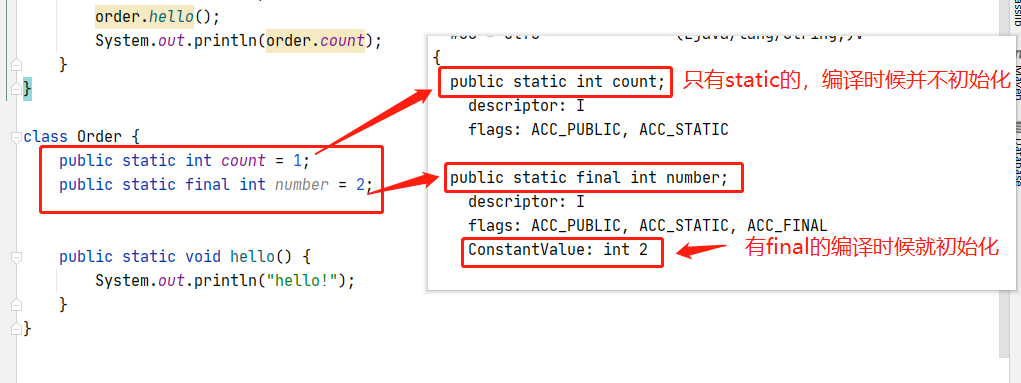 order.hello();
System.out.println(order.count);
}
}
class Order {
public static int count = 1;
public static final int number = 2;
public static void hello() {
System.out.println("hello!");
}
}
{
public static int count;
只有static的，编译时候并不初始化
descriptor: I
flags: ACC_PUBLIC, ACC_STATIC
public static final int number;
descriptor: I
flags: ACC_PUBLIC, ACC_STATIC, ACC_FINAL
ConstantValue: int 2
有final的编译时候就初始化
Maven
Database